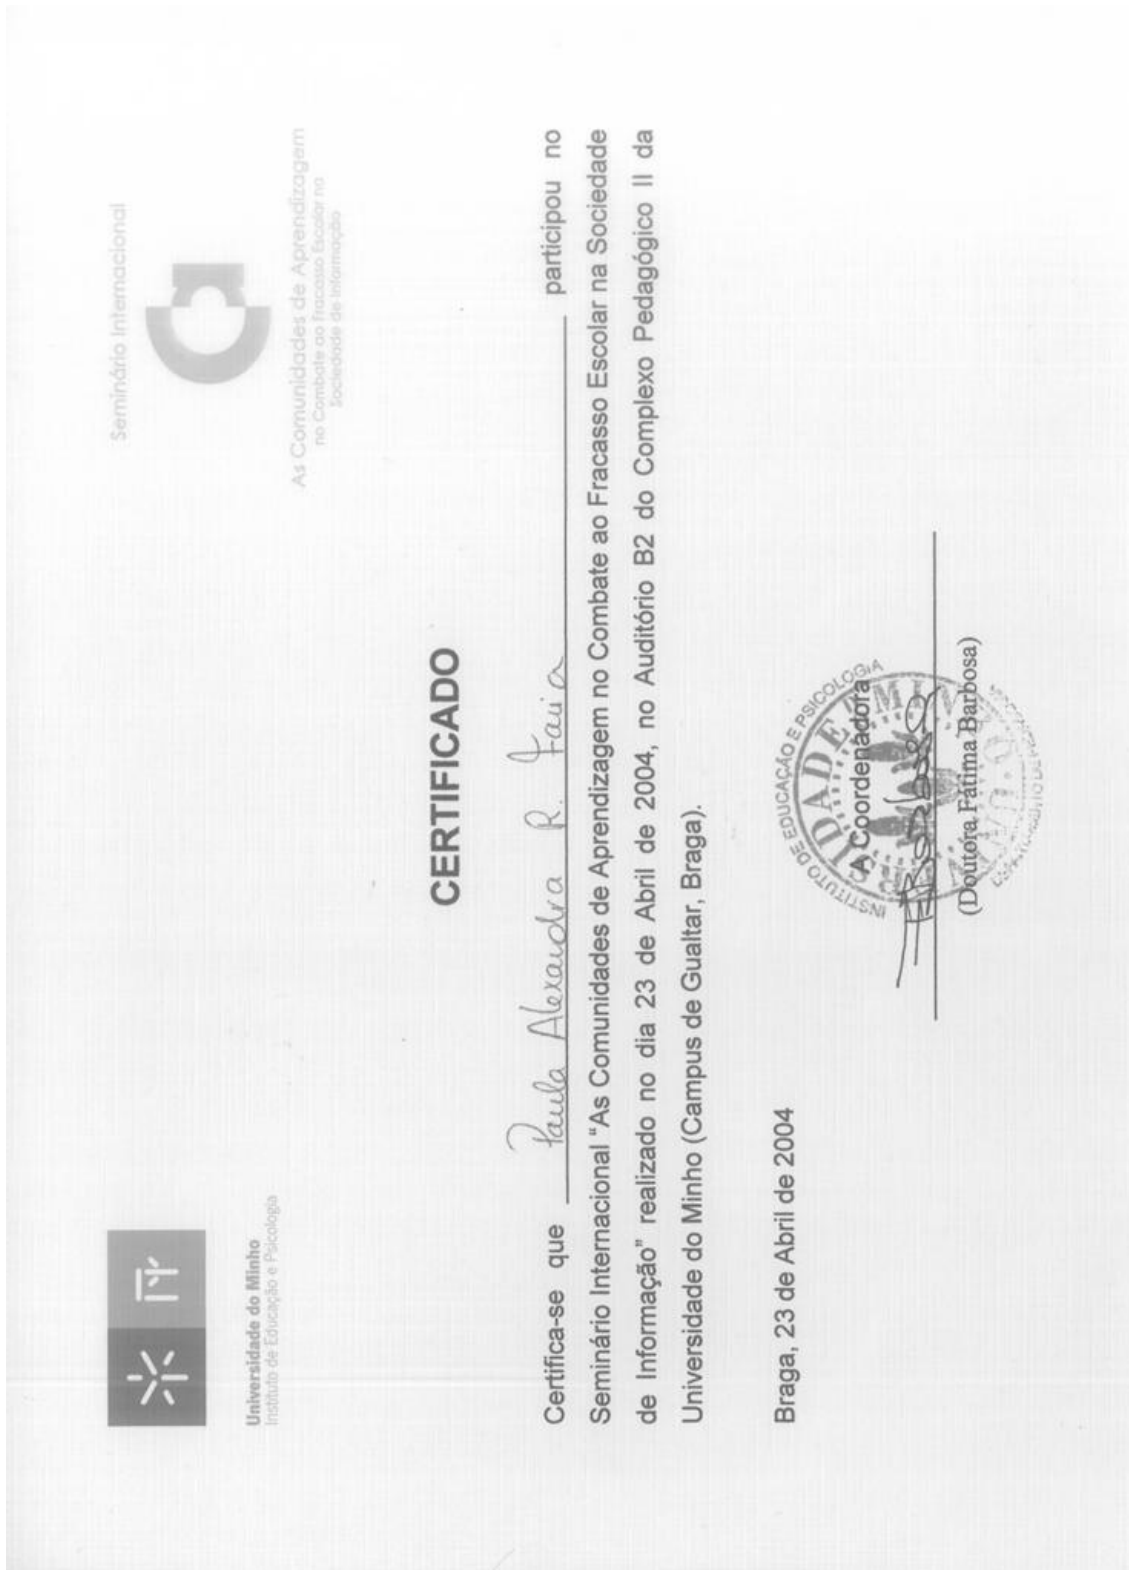 Universidade do Minho
Instituto de Educação e Psicologia
Seminário Internacional
As Comunidades de Aprendizagem
no Combate ao Fracasso Escolar na
Sociedade de Informação
CERTIFICADO
Certifica-se que Paula Alexandra R. Faria participou no
Seminário Internacional “As Comunidades de Aprendizagem no Combate ao Fracasso Escolar na Sociedade
de Informação” realizado no dia 23 de Abril de 2004, no Auditório B2 do Complexo Pedagógico II da
Universidade do Minho (Campus de Gualtar, Braga).
Braga, 23 de Abril de 2004
INSTITUTO DE EDUCAÇÃO E PSICOLOGIA
A Coordenadora
(Doutora Fátima Barbosa)